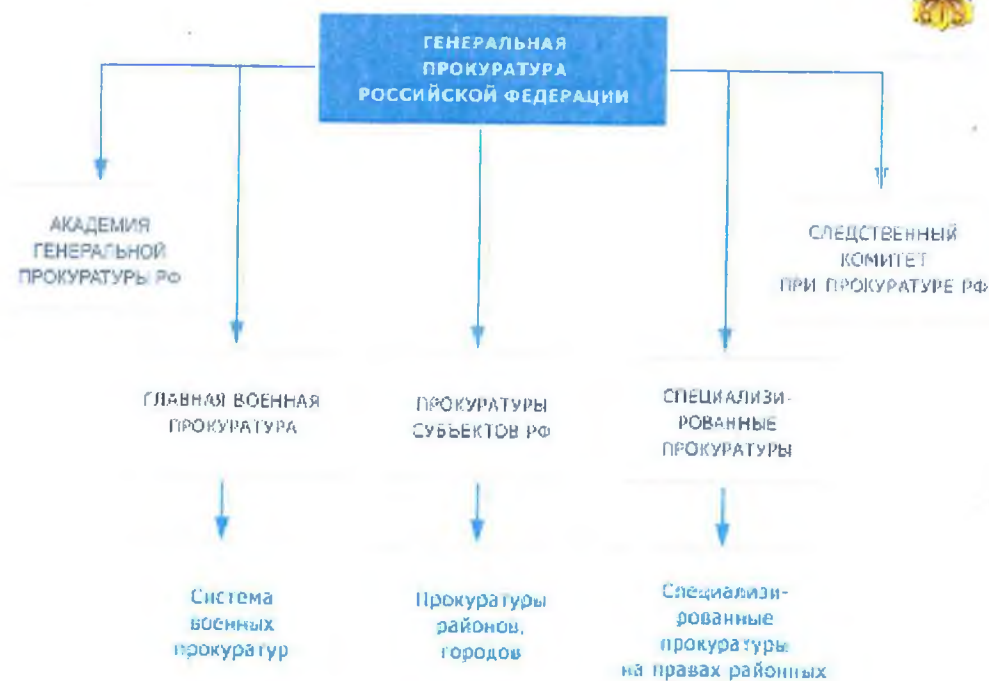 ГЕНЕРАЛЬНАЯ
ПРОКУРАТУРА
РОССИЙСКОЙ ФЕДЕРАЦИИ
АКАДЕМИЯ
ГЕНЕРАЛЬНОЙ
ПРОКУРАТУРЫ РФ
СЛЕДСТВЕННЫЙ
КОМИТЕТ
ПРИ ПРОКУРАТУРЕ РФ
ГЛАВНАЯ ВОЕННАЯ
ПРОКУРАТУРА
ПРОКУРАТУРЫ
СУБЪЕКТОВ РФ
СПЕЦИАЛИЗИ-
РОВАННЫЕ
ПРОКУРАТУРЫ
Система
военных
прокуратур
Прокуратуры
районов,
городов
Специализи-
рованные
прокуратуры
на правах районных